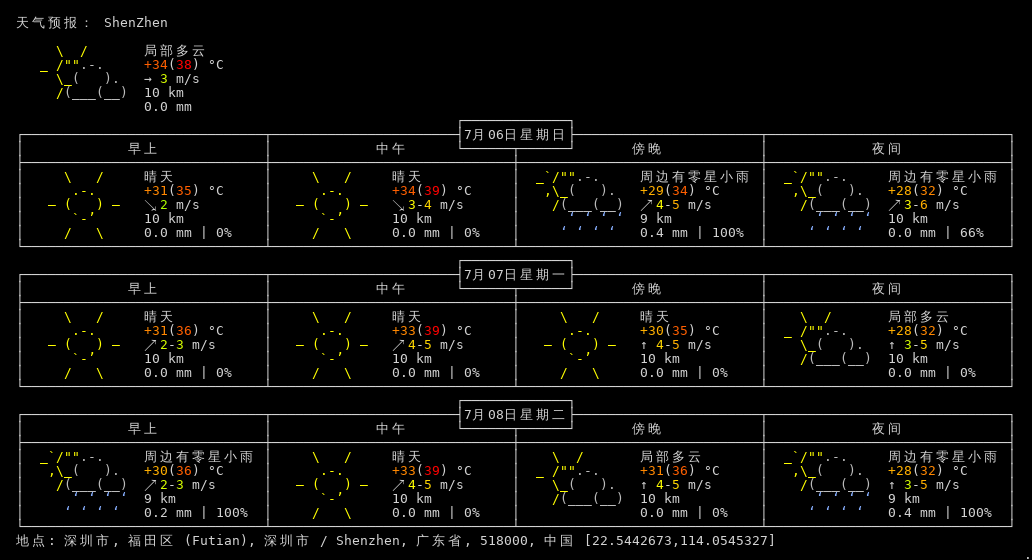 天气预报： ShenZhen
局部多云
+34(38) °C
→ 3 m/s
10 km
0.0 mm
7月06日星期日
早上 中午 傍晚 夜间
晴天 晴天 周边有零星小雨 周边有零星小雨
+31(35) °C +34(39) °C +29(34) °C +28(32) °C
↘ 2 m/s ↘ 3-4 m/s ↗ 4-5 m/s ↗ 3-6 m/s
10 km 10 km 9 km 10 km
0.0 mm | 0% 0.0 mm | 0% 0.4 mm | 100% 0.0 mm | 66%
7月07日星期一
早上 中午 傍晚 夜间
晴天 晴天 晴天 局部多云
+31(36) °C +33(39) °C +30(35) °C +28(32) °C
↗ 2-3 m/s ↗ 4-5 m/s ↑ 4-5 m/s ↑ 3-5 m/s
10 km 10 km 10 km 10 km
0.0 mm | 0% 0.0 mm | 0% 0.0 mm | 0% 0.0 mm | 0%
7月08日星期二
早上 中午 傍晚 夜间
周边有零星小雨 晴天 局部多云 周边有零星小雨
+30(36) °C +33(39) °C +31(36) °C +28(32) °C
↗ 2-3 m/s ↗ 4-5 m/s ↑ 4-5 m/s ↑ 3-5 m/s
9 km 10 km 10 km 9 km
0.2 mm | 100% 0.0 mm | 0% 0.0 mm | 0% 0.4 mm | 100%
地点: 深圳市, 福田区 (Futian), 深圳市 / Shenzhen, 广东省, 518000, 中国 [22.5442673,114.0545327]